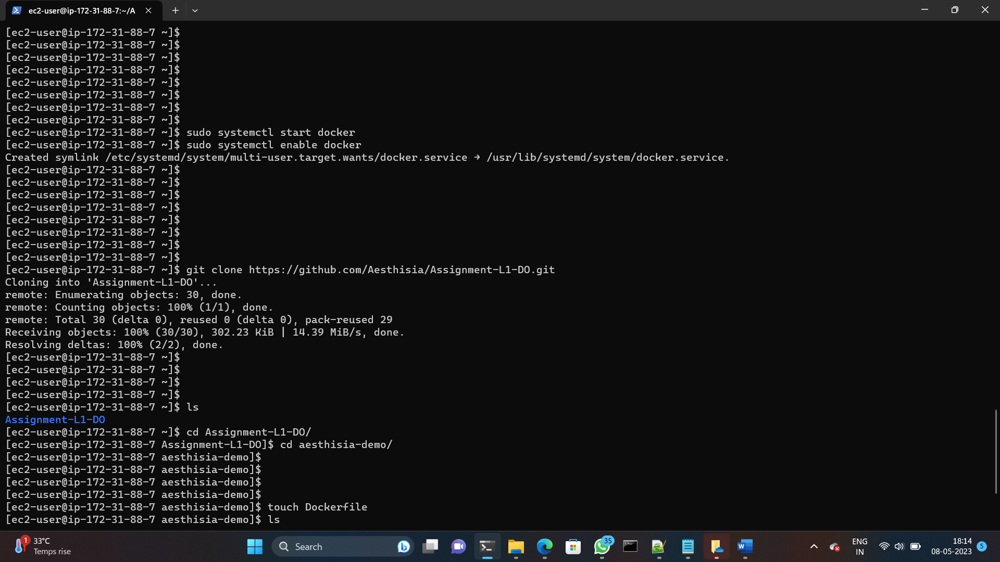 ec2-user@ip-172-31-88-7:~/A
[ec2-user@ip-172-31-88-7 ~]$
[ec2-user@ip-172-31-88-7 ~]$
[ec2-user@ip-172-31-88-7 ~]$
[ec2-user@ip-172-31-88-7 ~]$
[ec2-user@ip-172-31-88-7 ~]$
[ec2-user@ip-172-31-88-7 ~]$
[ec2-user@ip-172-31-88-7 ~]$
[ec2-user@ip-172-31-88-7 ~]$
[ec2-user@ip-172-31-88-7 ~]$ sudo systemctl start docker
[ec2-user@ip-172-31-88-7 ~]$ sudo systemctl enable docker
Created symlink /etc/systemd/system/multi-user.target.wants/docker.service → /usr/lib/systemd/system/docker.service.
[ec2-user@ip-172-31-88-7 ~]$
[ec2-user@ip-172-31-88-7 ~]$
[ec2-user@ip-172-31-88-7 ~]$
[ec2-user@ip-172-31-88-7 ~]$
[ec2-user@ip-172-31-88-7 ~]$
[ec2-user@ip-172-31-88-7 ~]$
[ec2-user@ip-172-31-88-7 ~]$
[ec2-user@ip-172-31-88-7 ~]$
[ec2-user@ip-172-31-88-7 ~]$ git clone https://github.com/Aesthisia/Assignment-L1-DO.git
Cloning into 'Assignment-L1-DO'...
remote: Enumerating objects: 30, done.
remote: Counting objects: 100% (1/1), done.
remote: Total 30 (delta 0), reused 0 (delta 0), pack-reused 29
Receiving objects: 100% (30/30), 302.23 KiB | 14.39 MiB/s, done.
Resolving deltas: 100% (2/2), done.
[ec2-user@ip-172-31-88-7 ~]$
[ec2-user@ip-172-31-88-7 ~]$
[ec2-user@ip-172-31-88-7 ~]$
[ec2-user@ip-172-31-88-7 ~]$
[ec2-user@ip-172-31-88-7 ~]$ ls
Assignment-L1-DO
[ec2-user@ip-172-31-88-7 ~]$ cd Assignment-L1-DO/
[ec2-user@ip-172-31-88-7 Assignment-L1-DO]$ cd aesthisia-demo/
[ec2-user@ip-172-31-88-7 aesthisia-demo]$
[ec2-user@ip-172-31-88-7 aesthisia-demo]$
[ec2-user@ip-172-31-88-7 aesthisia-demo]$
[ec2-user@ip-172-31-88-7 aesthisia-demo]$
[ec2-user@ip-172-31-88-7 aesthisia-demo]$ touch Dockerfile
[ec2-user@ip-172-31-88-7 aesthisia-demo]$ ls
1
33°C
Temps rise
Search
35
W
ENG
IN
18:14
08-05-2023
5